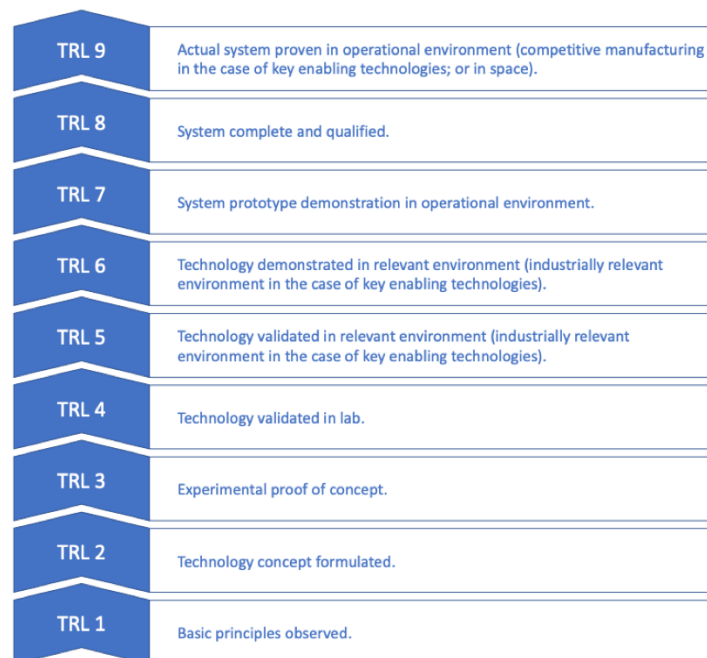 TRL 9
Actual system proven in operational environment (competitive manufacturing
in the case of key enabling technologies; or in space).
TRL 8
System complete and qualified.
TRL 7
System prototype demonstration in operational environment.
TRL 6
Technology demonstrated in relevant environment (industrially relevant
environment in the case of key enabling technologies).
TRL 5
Technology validated in relevant environment (industrially relevant
environment in the case of key enabling technologies).
TRL 4
Technology validated in lab.
TRL 3
Experimental proof of concept.
TRL 2
Technology concept formulated.
TRL 1
Basic principles observed.